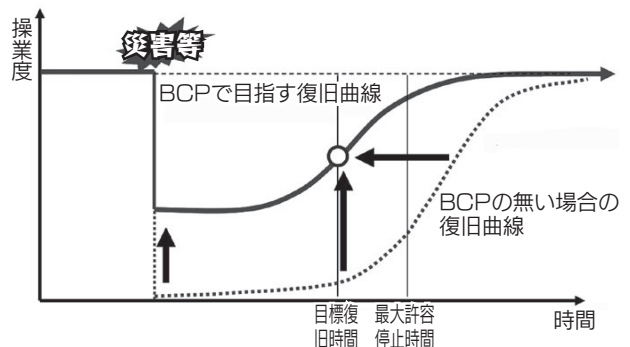 操業度
災害等
BCPで目指す復旧曲線
BCPの無い場合の
復旧曲線
目標復
旧時間
最大許容
停止時間
時間